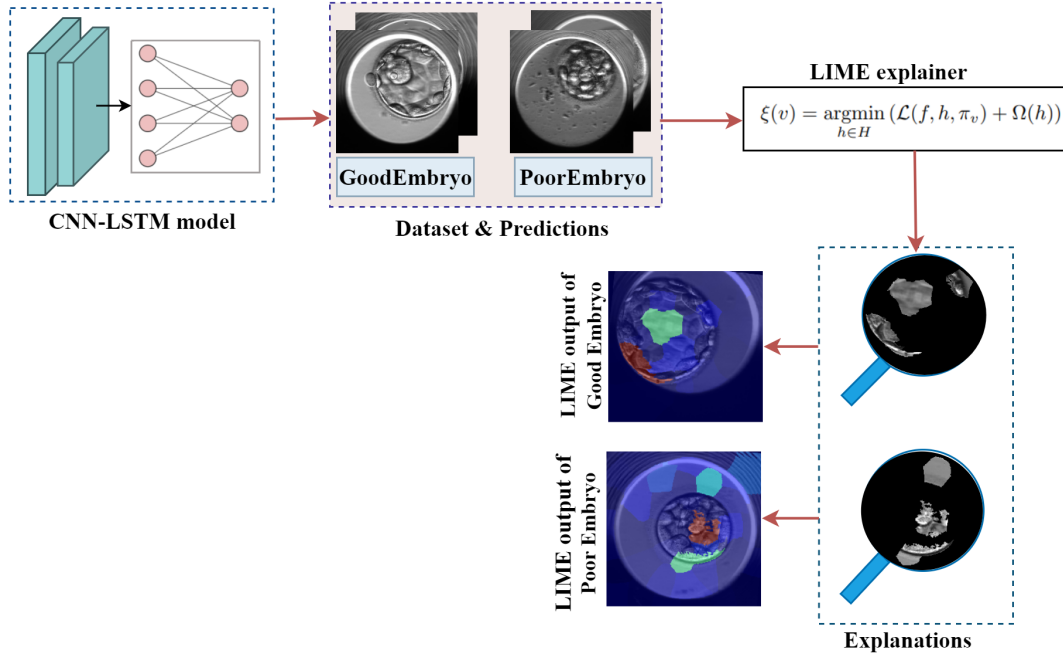 CNN-LSTM model
GoodEmbryo
PoorEmbryo
Dataset & Predictions
LIME explainer
ξ(v) = argmin (ℒ(f, h, π_v) + Ω(h))
h∈H
LIME output of
Good Embryo
LIME output of
Poor Embryo
Explanations